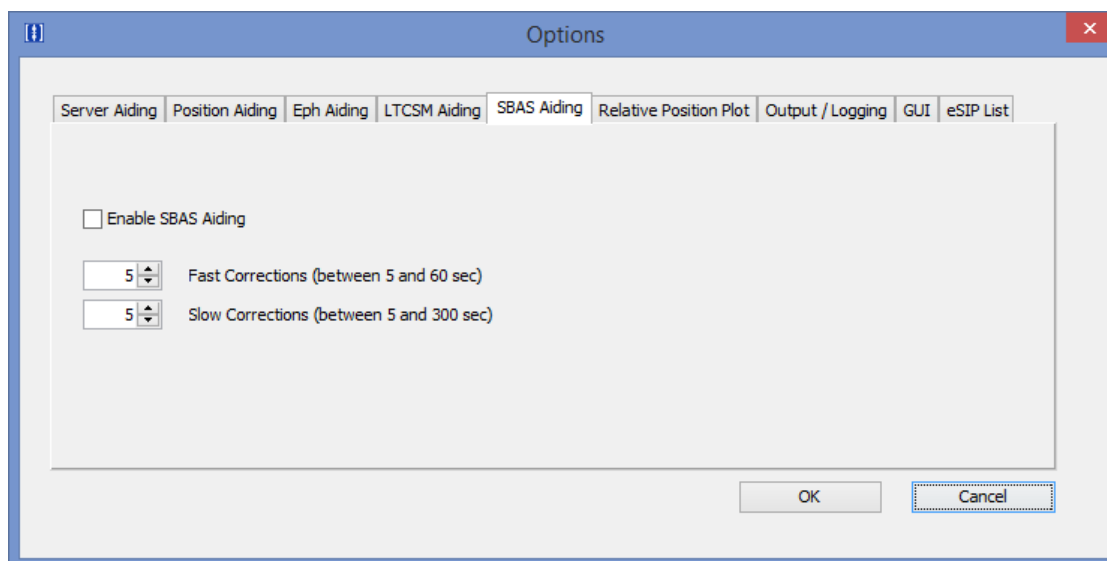 Options
Server Aiding Position Aiding Eph Aiding LTCSM Aiding SBAS Aiding Relative Position Plot Output / Logging GUI eSIP List
Enable SBAS Aiding
5 Fast Corrections (between 5 and 60 sec)
5 Slow Corrections (between 5 and 300 sec)
OK Cancel